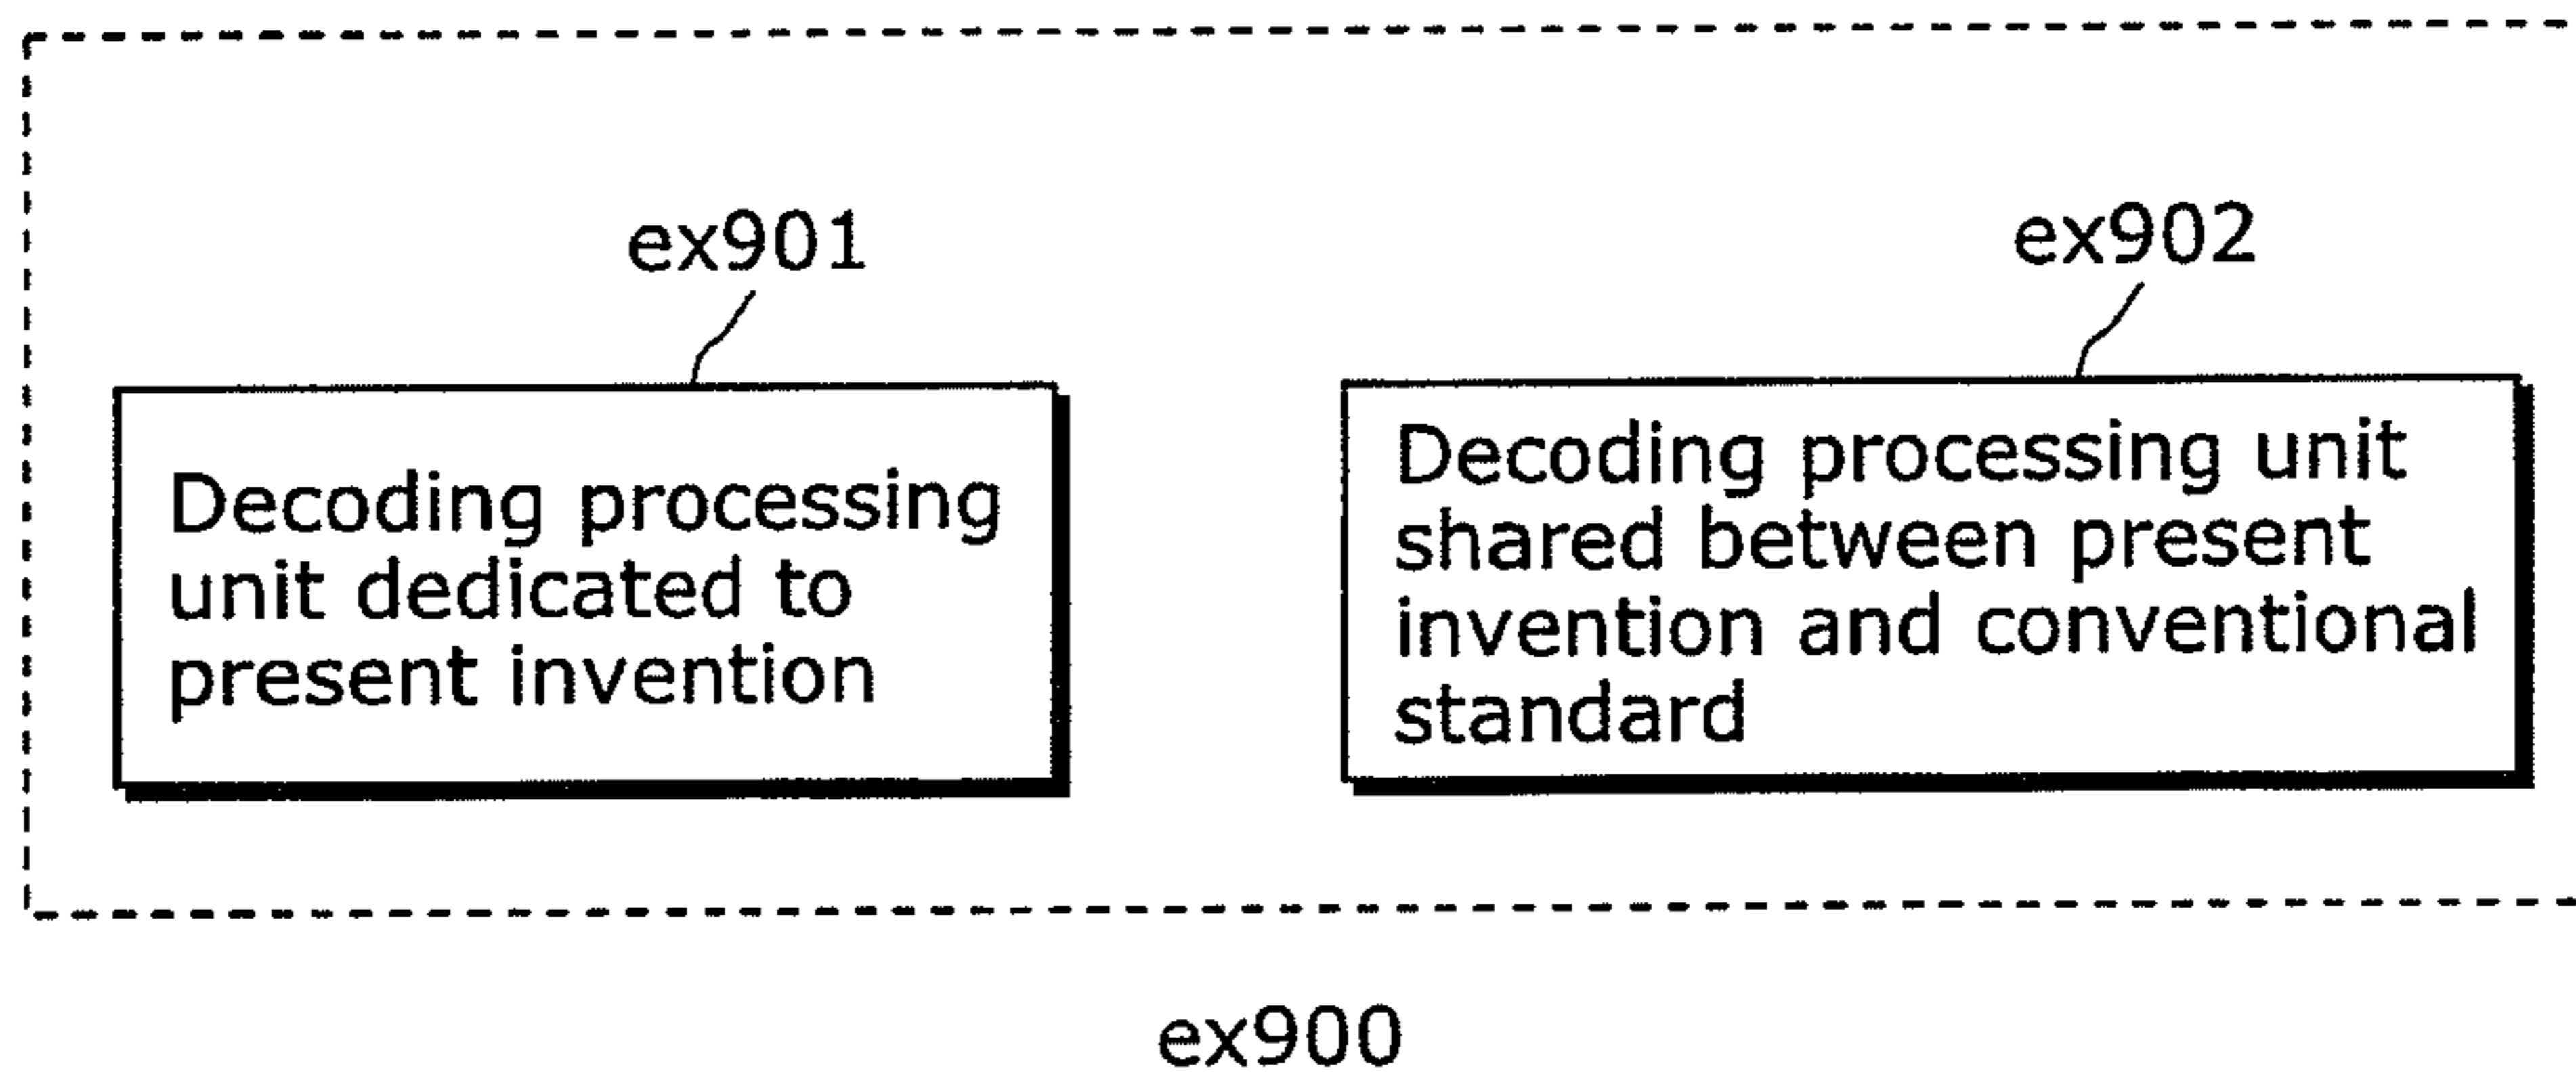 ex901
ex902
Decoding processing
unit dedicated to
present invention
Decoding processing unit
shared between present
invention and conventional
standard
ex900